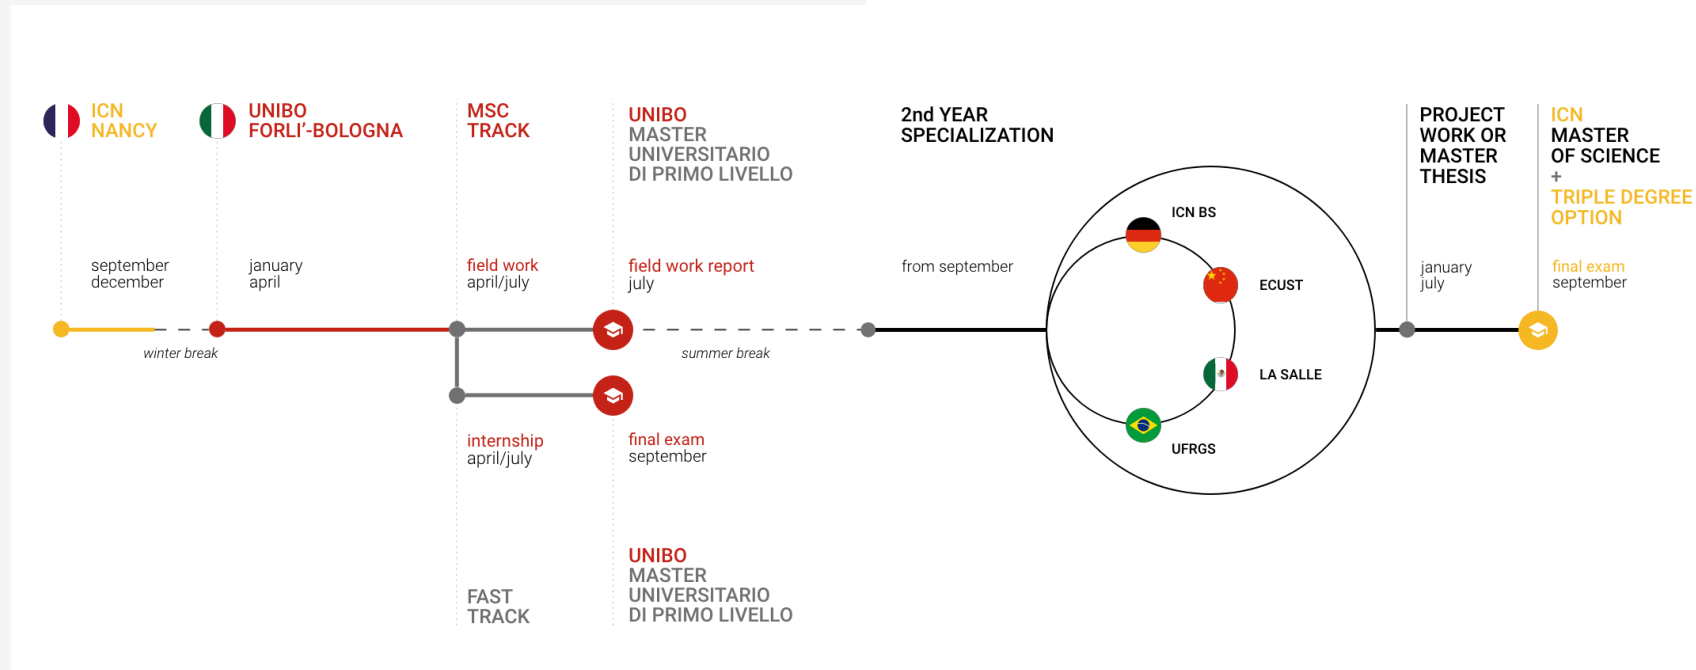 ICN
NANCY
UNIBO
FORLI’-BOLOGNA
MSC
TRACK
UNIBO
MASTER
UNIVERSITARIO
DI PRIMO LIVELLO
2nd YEAR
SPECIALIZATION
PROJECT
WORK OR
MASTER
THESIS
ICN
MASTER
OF SCIENCE
+
TRIPLE DEGREE
OPTION
september
december
january
april
field work
april/july
field work report
july
from september
ICN BS
ECUST
LA SALLE
UFRGS
january
july
final exam
september
winter break
summer break
internship
april/july
final exam
september
FAST
TRACK
UNIBO
MASTER
UNIVERSITARIO
DI PRIMO LIVELLO